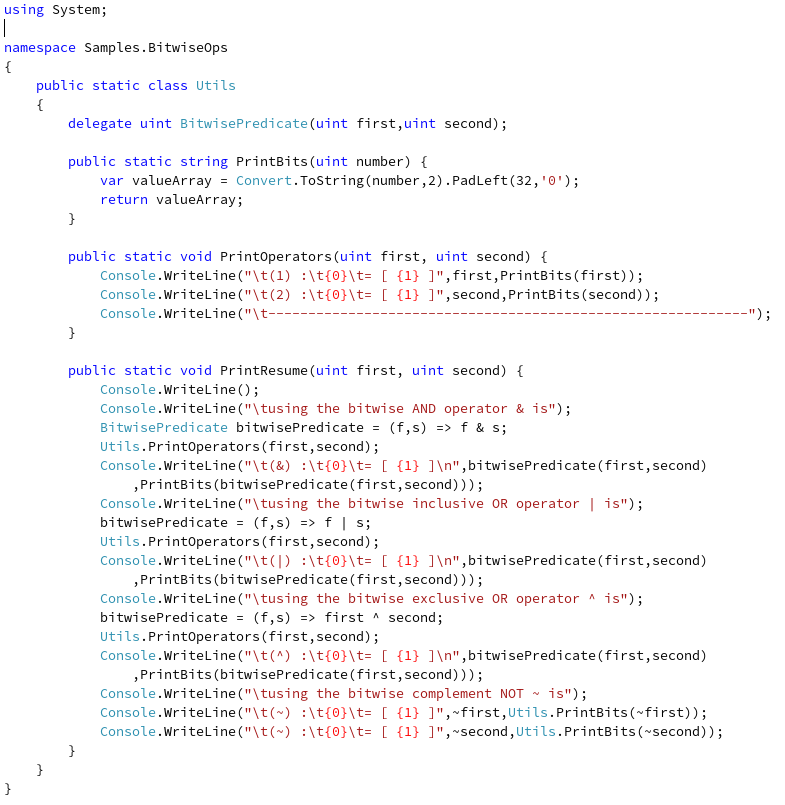 using System;

namespace Samples.BitwiseOps
{
    public static class Utils
    {
        delegate uint BitwisePredicate(uint first,uint second);

        public static string PrintBits(uint number) {
            var valueArray = Convert.ToString(number,2).PadLeft(32,'0');
            return valueArray;
        }

        public static void PrintOperators(uint first, uint second) {
            Console.WriteLine("\t(1) :\t{0}\t= [ {1} ]",first,PrintBits(first));
            Console.WriteLine("\t(2) :\t{0}\t= [ {1} ]",second,PrintBits(second));
            Console.WriteLine("\t------------------------------------------------------------");
        }

        public static void PrintResume(uint first, uint second) {
            Console.WriteLine();
            Console.WriteLine("\tusing the bitwise AND operator & is");
            BitwisePredicate bitwisePredicate = (f,s) => f & s;
            Utils.PrintOperators(first,second);
            Console.WriteLine("\t(&) :\t{0}\t= [ {1} ]\n",bitwisePredicate(first,second)
                ,PrintBits(bitwisePredicate(first,second)));
            Console.WriteLine("\tusing the bitwise inclusive OR operator | is");
            bitwisePredicate = (f,s) => f | s;
            Utils.PrintOperators(first,second);
            Console.WriteLine("\t(|) :\t{0}\t= [ {1} ]\n",bitwisePredicate(first,second)
                ,PrintBits(bitwisePredicate(first,second)));
            Console.WriteLine("\tusing the bitwise exclusive OR operator ^ is");
            bitwisePredicate = (f,s) => first ^ second;
            Utils.PrintOperators(first,second);
            Console.WriteLine("\t(^) :\t{0}\t= [ {1} ]\n",bitwisePredicate(first,second)
                ,PrintBits(bitwisePredicate(first,second)));
            Console.WriteLine("\tusing the bitwise complement NOT ~ is");
            Console.WriteLine("\t(~) :\t{0}\t= [ {1} ]",~first,Utils.PrintBits(~first));
            Console.WriteLine("\t(~) :\t{0}\t= [ {1} ]",~second,Utils.PrintBits(~second));
        }
    }
}